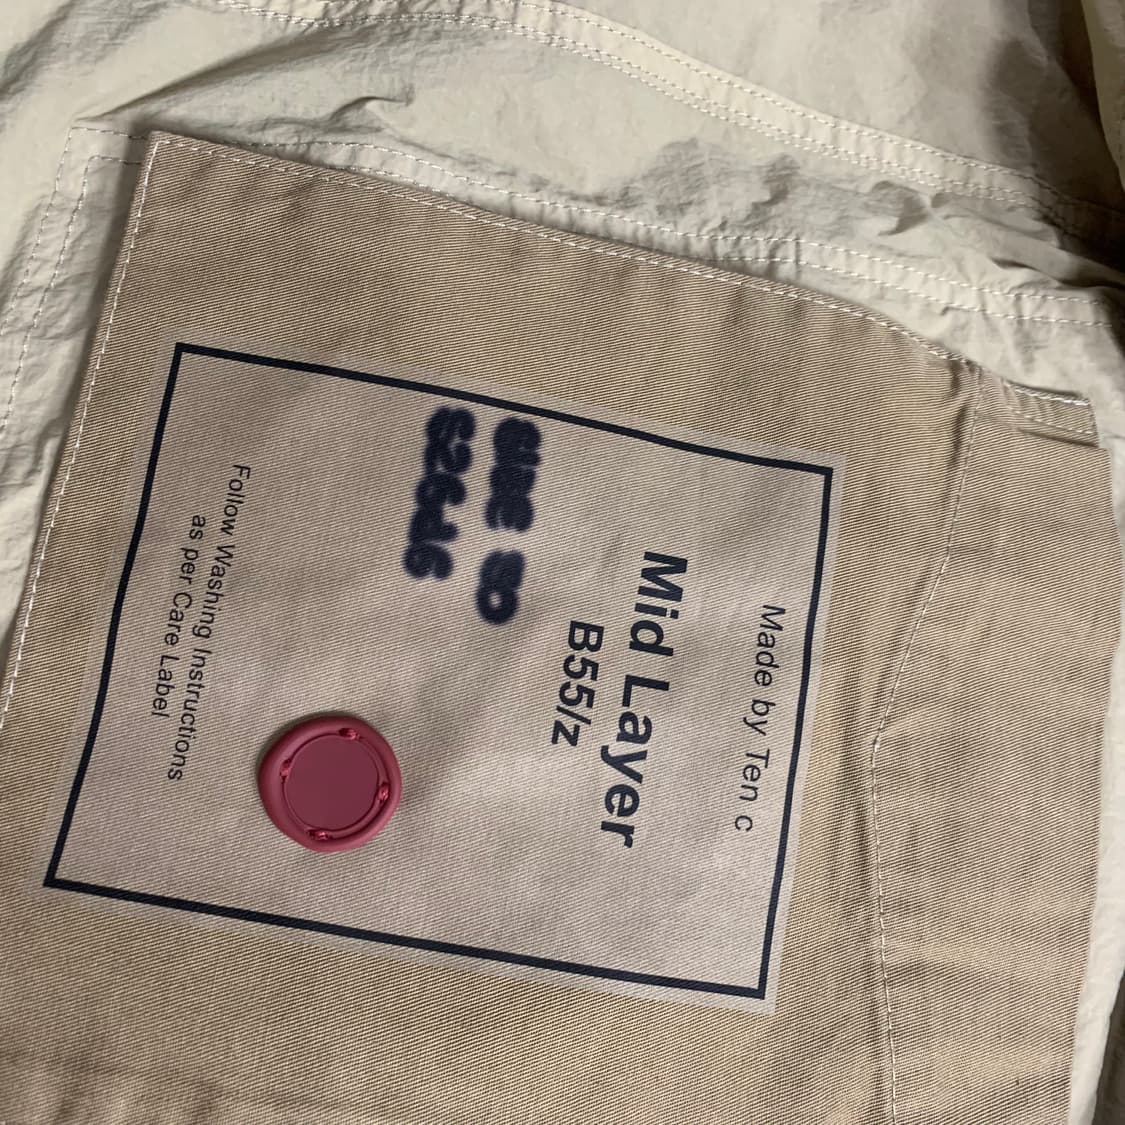 Made by Ten c
Mid Layer
B55/z
Follow Washing Instructions
as per Care Label